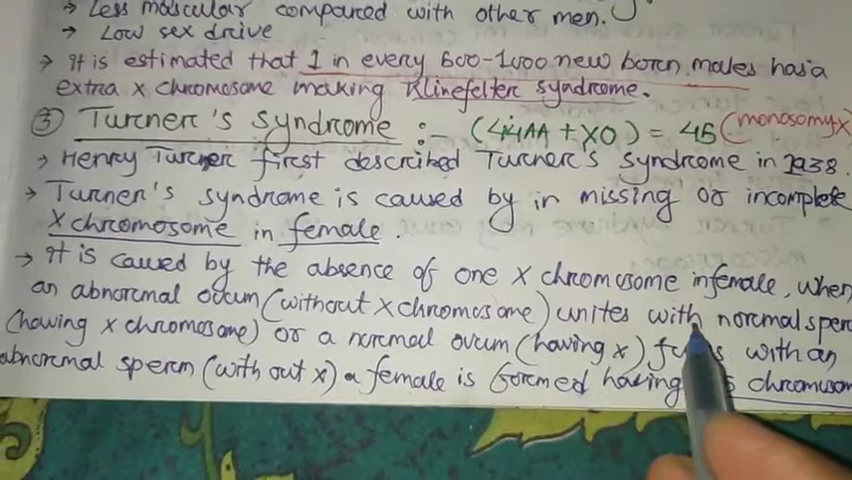 → Less mascular compared with other men.
→ Low sex drive
→ It is estimated that 1 in every 600-1000 new born males has a
extra x chromosome making Klinefelter syndrome.
③ Turner's syndrome :- (44AA + XO) = 45 (monosomy x)
→ Henry Turner first described Turner's syndrome in 1938.
→ Turner's syndrome is caused by in missing or incomplete
X chromosome in female.
→ It is caused by the absence of one X chromosome in female, when
an abnormal ovum (without X chromosome) unites with normal sper
(having X chromosome) or a normal ovum (having x) with an
abnormal sperm (with out x) a female is formed having chromosom